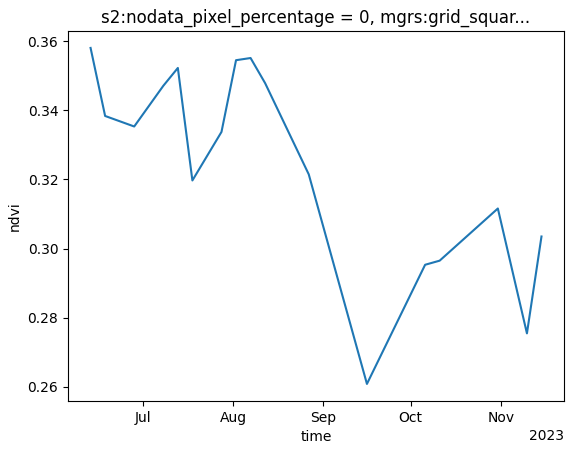 s2:nodata_pixel_percentage = 0, mgrs:grid_squar...
0.36
0.34
0.32
0.30
0.28
0.26
ndvi
Jul Aug Sep Oct Nov
time
2023